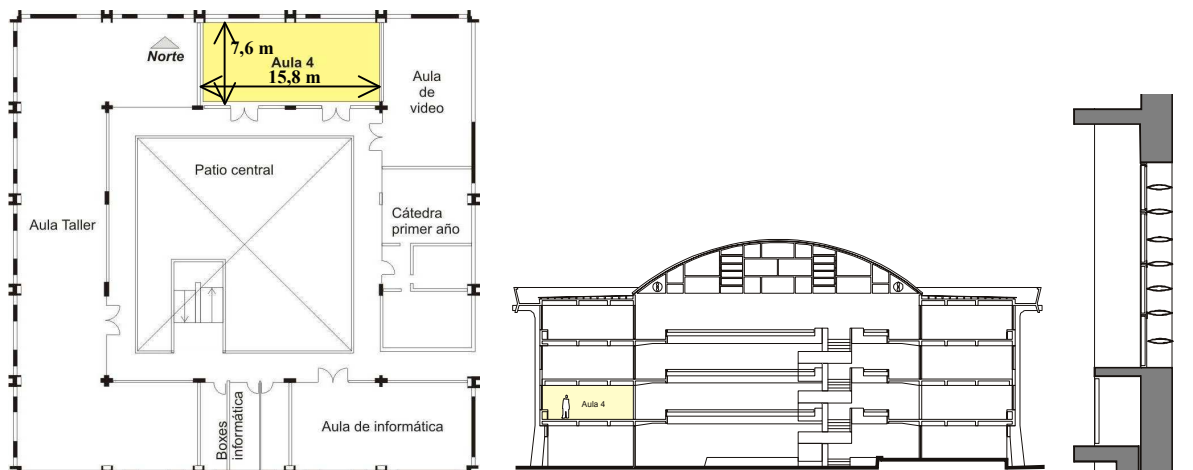 Norte
7,6 m
Aula 4
15,8 m
Aula
de
video
Patio central
Aula Taller
Cátedra
primer año
Boxes
informática
Aula de informática
Aula 4